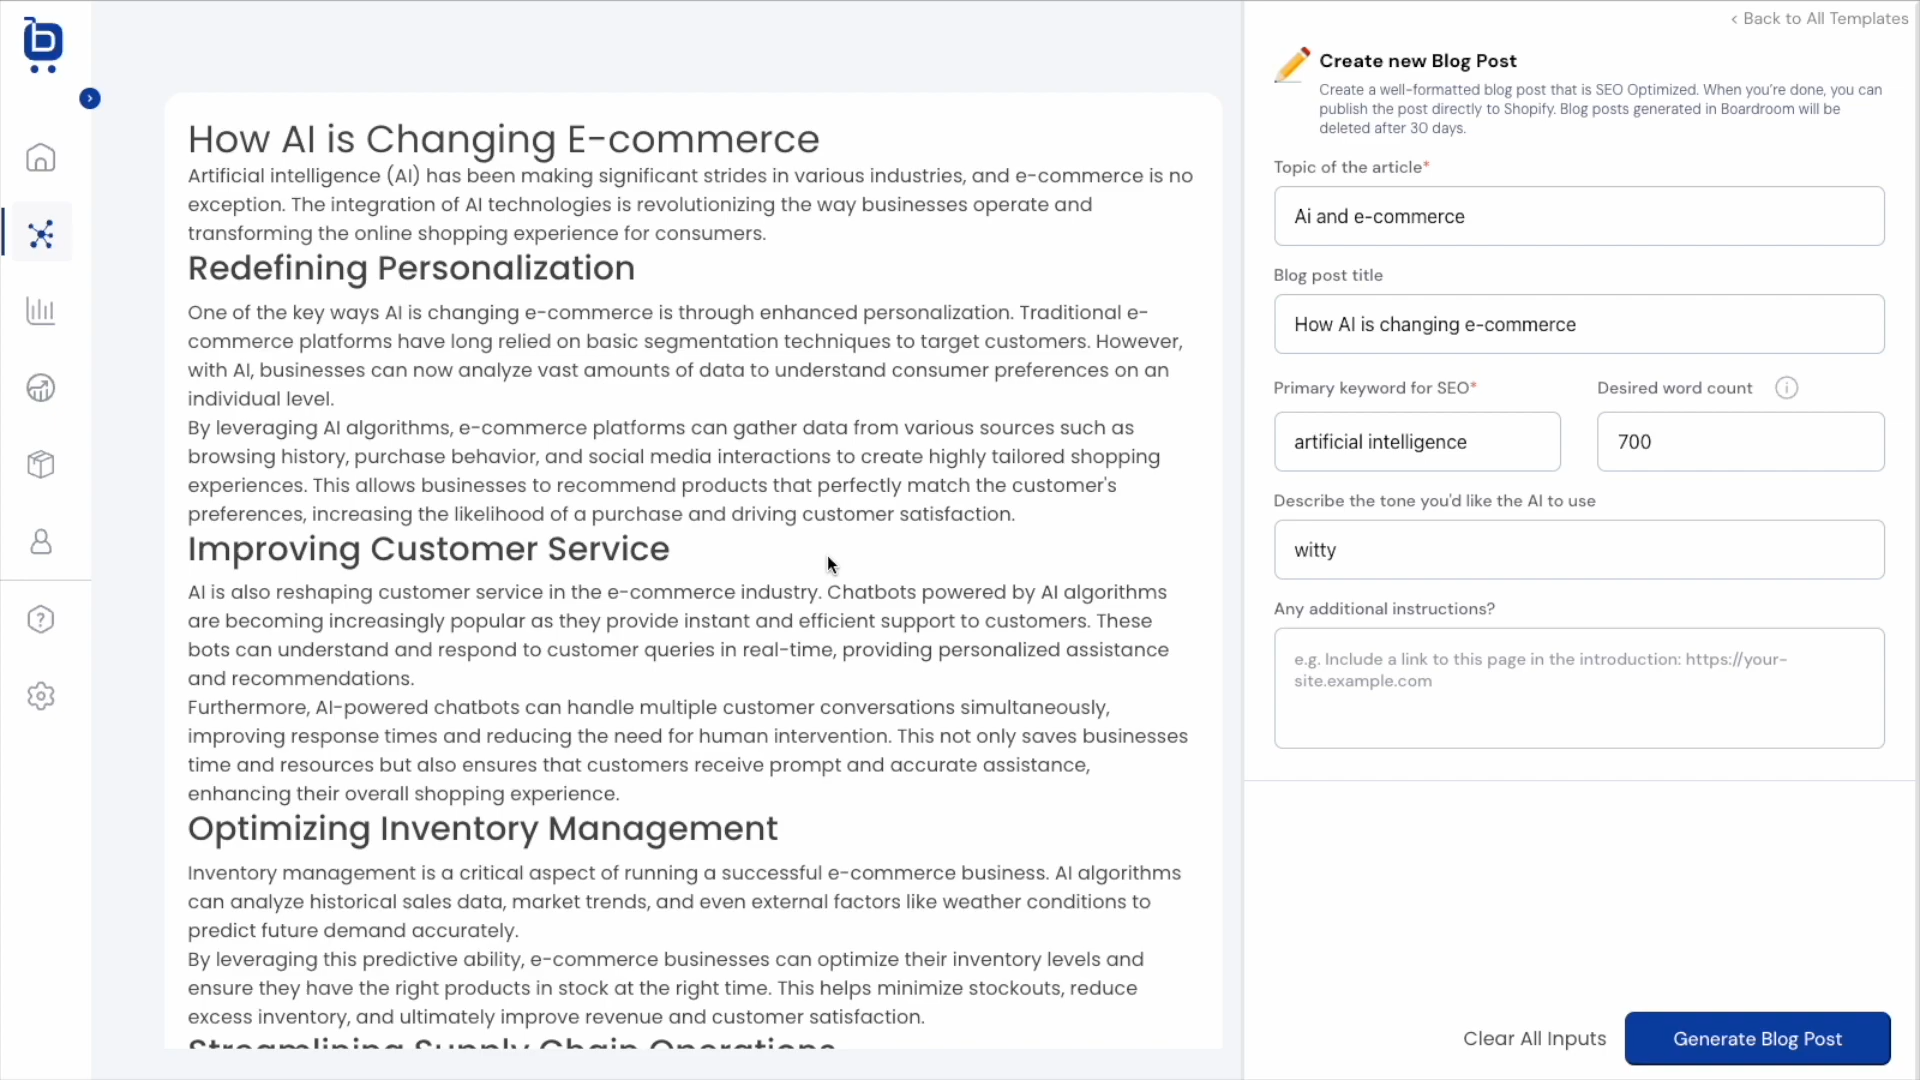 < Back to All Templates
Create new Blog Post
Create a well-formatted blog post that is SEO Optimized. When you're done, you can
publish the post directly to Shopify. Blog posts generated in Boardroom will be
deleted after 30 days.
How AI is Changing E-commerce
Artificial intelligence (AI) has been making significant strides in various industries, and e-commerce is no
exception. The integration of AI technologies is revolutionizing the way businesses operate and
transforming the online shopping experience for consumers.
Redefining Personalization
One of the key ways AI is changing e-commerce is through enhanced personalization. Traditional e-
commerce platforms have long relied on basic segmentation techniques to target customers. However,
with AI, businesses can now analyze vast amounts of data to understand consumer preferences on an
individual level.
By leveraging AI algorithms, e-commerce platforms can gather data from various sources such as
browsing history, purchase behavior, and social media interactions to create highly tailored shopping
experiences. This allows businesses to recommend products that perfectly match the customer's
preferences, increasing the likelihood of a purchase and driving customer satisfaction.
Improving Customer Service
AI is also reshaping customer service in the e-commerce industry. Chatbots powered by AI algorithms
are becoming increasingly popular as they provide instant and efficient support to customers. These
bots can understand and respond to customer queries in real-time, providing personalized assistance
and recommendations.
Furthermore, AI-powered chatbots can handle multiple customer conversations simultaneously,
improving response times and reducing the need for human intervention. This not only saves businesses
time and resources but also ensures that customers receive prompt and accurate assistance,
enhancing their overall shopping experience.
Optimizing Inventory Management
Inventory management is a critical aspect of running a successful e-commerce business. AI algorithms
can analyze historical sales data, market trends, and even external factors like weather conditions to
predict future demand accurately.
By leveraging this predictive ability, e-commerce businesses can optimize their inventory levels and
ensure they have the right products in stock at the right time. This helps minimize stockouts, reduce
excess inventory, and ultimately improve revenue and customer satisfaction.
Streamlining Supply Chain Operations
Topic of the article*
Ai and e-commerce
Blog post title
How AI is changing e-commerce
Primary keyword for SEO*
Desired word count
artificial intelligence
700
Describe the tone you'd like the AI to use
witty
Any additional instructions?
e.g. Include a link to this page in the introduction: https://your-
site.example.com
Clear All Inputs
Generate Blog Post